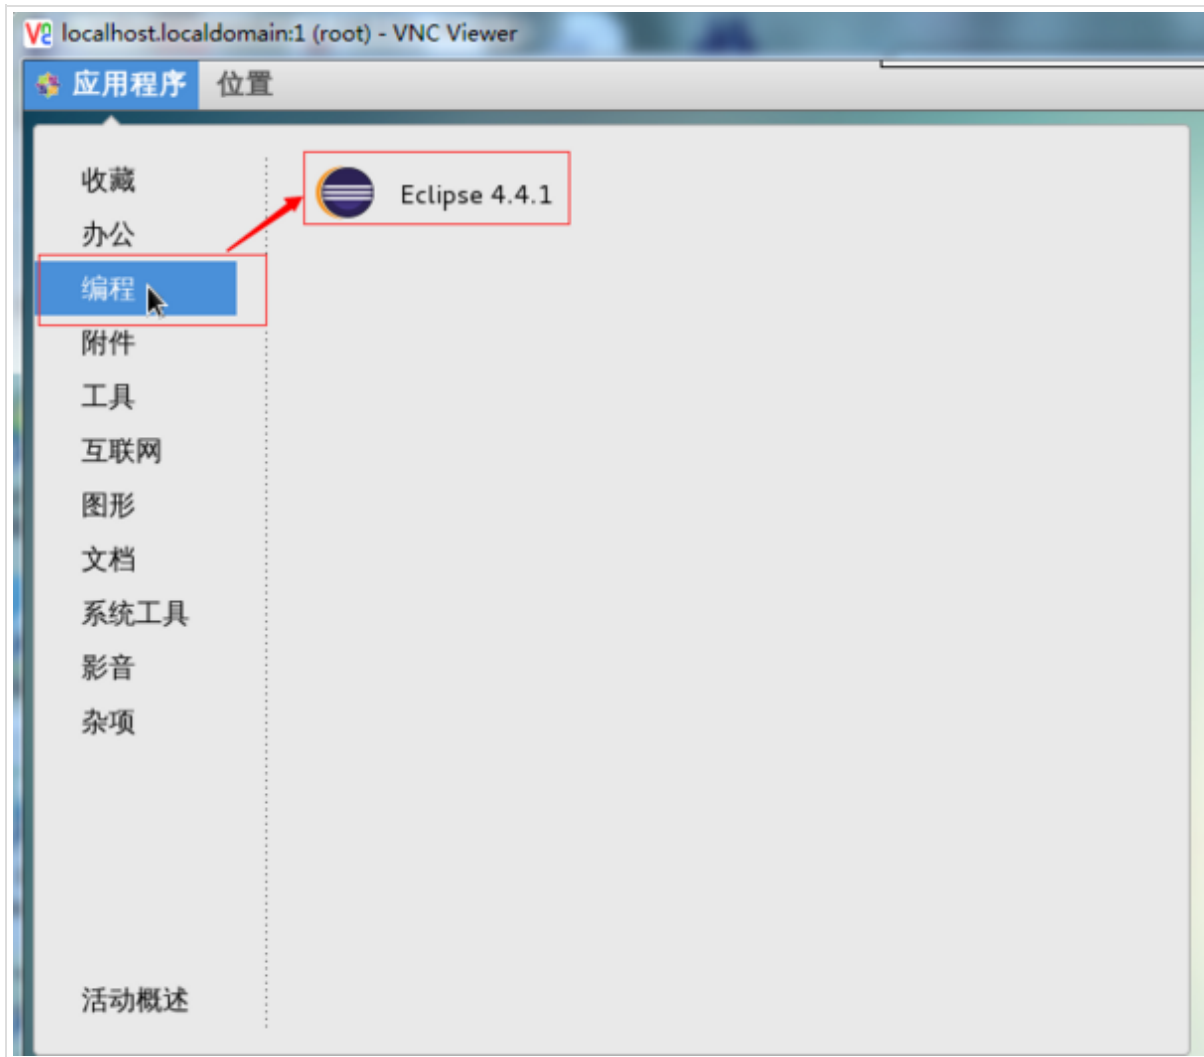 localhost.localdomain:1 (root) - VNC Viewer
应用程序 位置
收藏
Eclipse 4.4.1
办公
编程
附件
工具
互联网
图形
文档
系统工具
影音
杂项
活动概述